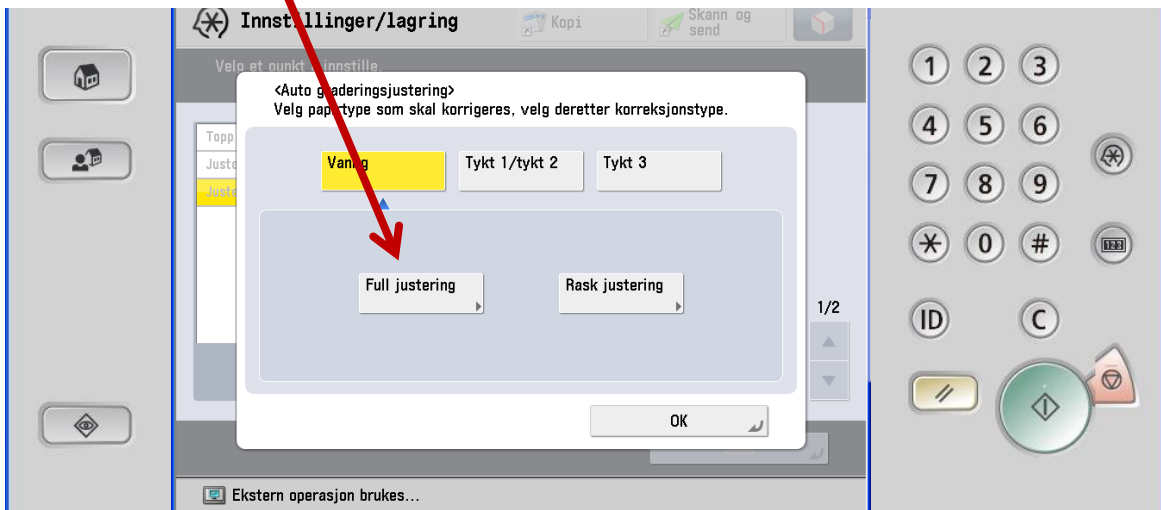 Innstillinger/lagring
Kopi
Skann og
send
Velg et punkt å innstille.
<Auto graderingsjustering>
Velg papirtype som skal korrigeres, velg deretter korreksjonstype.
Topp
Juste
Juste
Vanlig
Tykt 1/tykt 2
Tykt 3
Full justering
Rask justering
1/2
OK
Ekstern operasjon brukes...
1 2 3
4 5 6
7 8 9
0 #
123
ID C